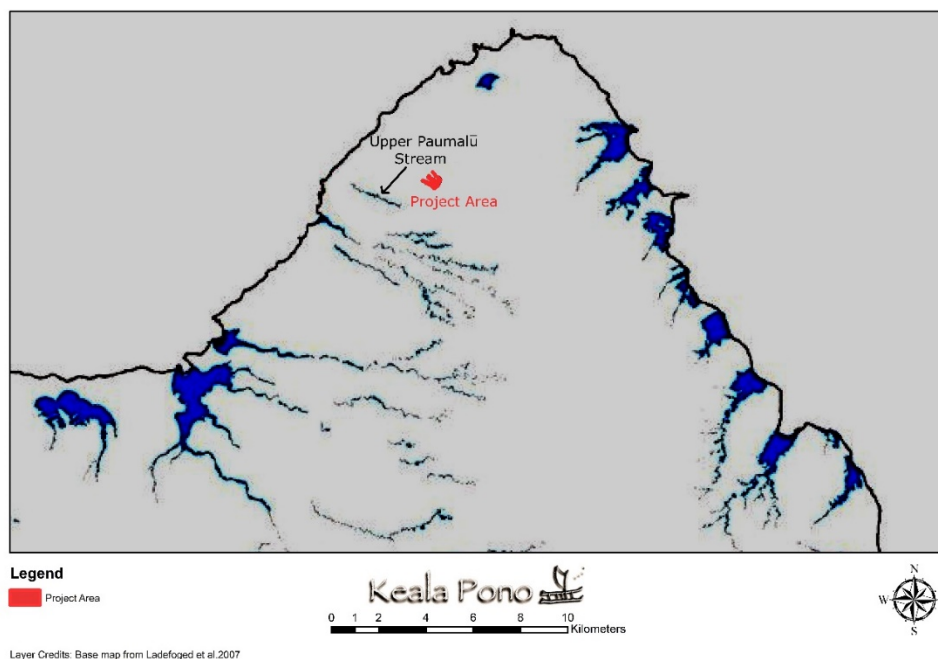 Upper Paumalū
Stream
Project Area
Legend
Project Area
Keala Pono
0 1 2 4 6 8 10
Kilometers
N
W E
S
Layer Credits: Base map from Ladefoged et al.2007